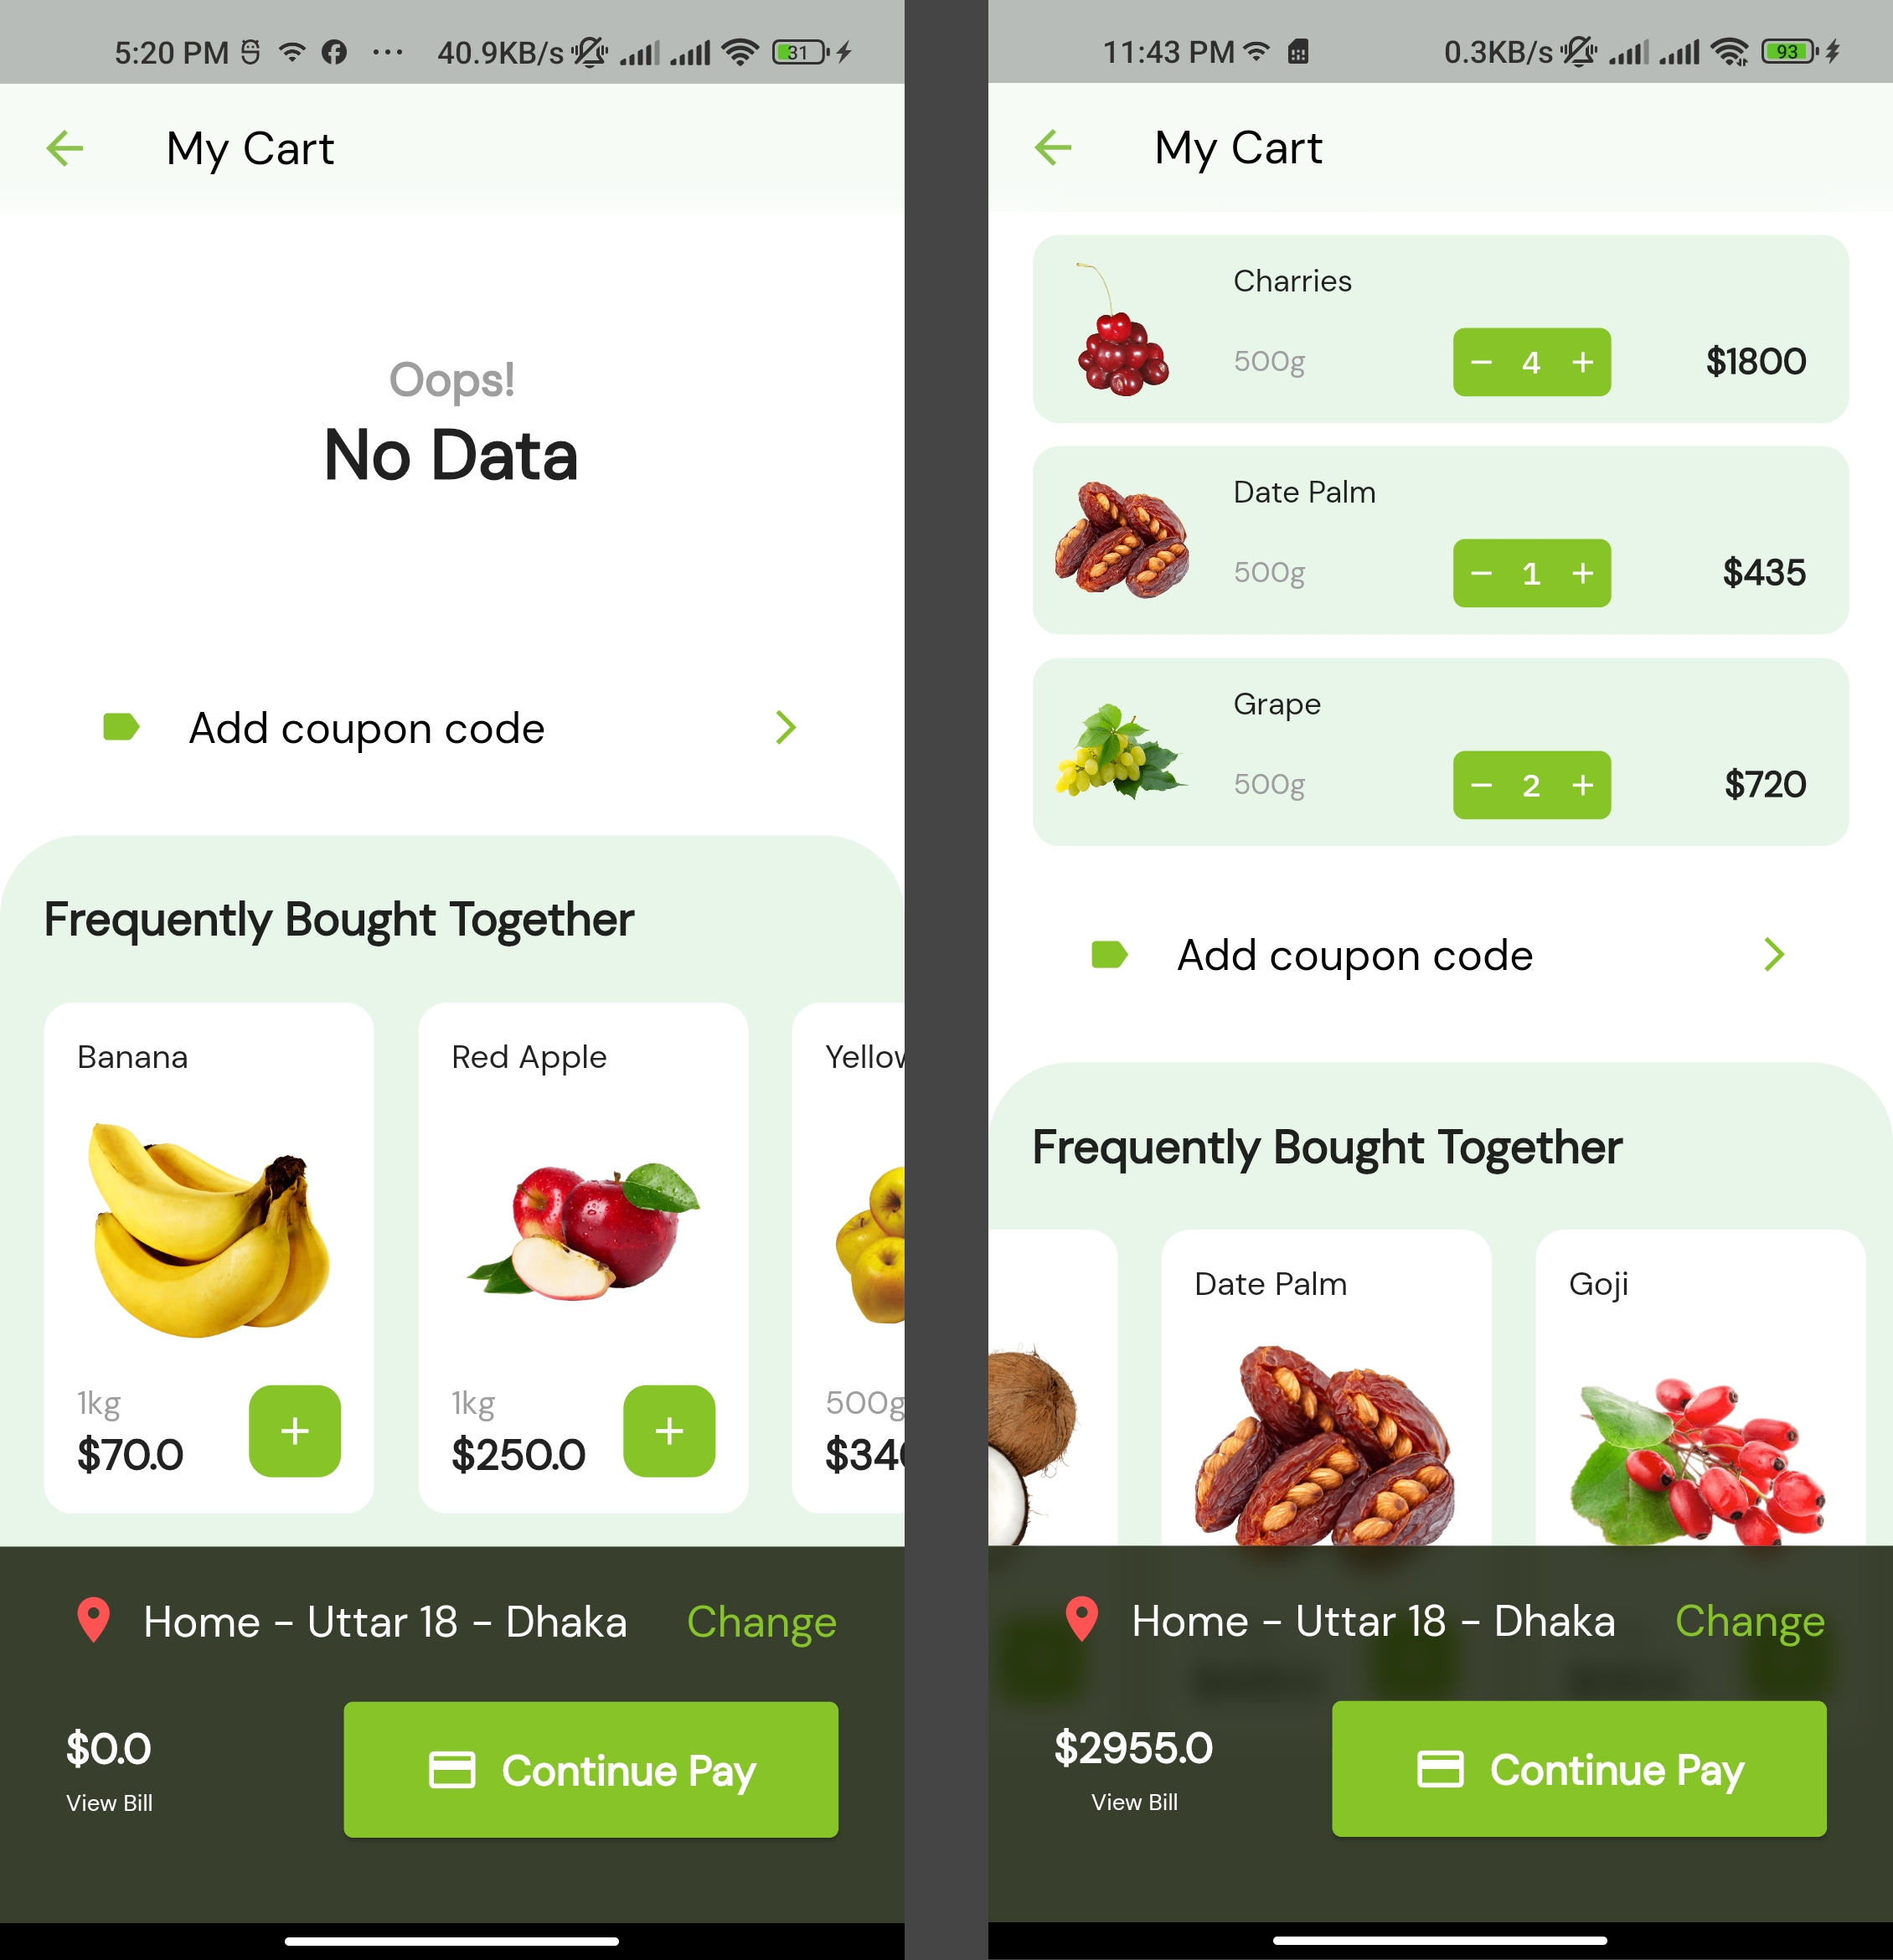 5:20 PM ... 40.9KB/s 31
My Cart
Oops!
No Data
Add coupon code
Frequently Bought Together
Banana
1kg
$70.0
Red Apple
1kg
$250.0
Yellow
500g
$34
Home - Uttar 18 - Dhaka Change
$0.0
View Bill
Continue Pay
11:43 PM 0.3KB/s 93
My Cart
Charries
500g
− 4 +
$1800
Date Palm
500g
− 1 +
$435
Grape
500g
− 2 +
$720
Add coupon code
Frequently Bought Together
Date Palm
Goji
Home - Uttar 18 - Dhaka Change
$2955.0
View Bill
Continue Pay